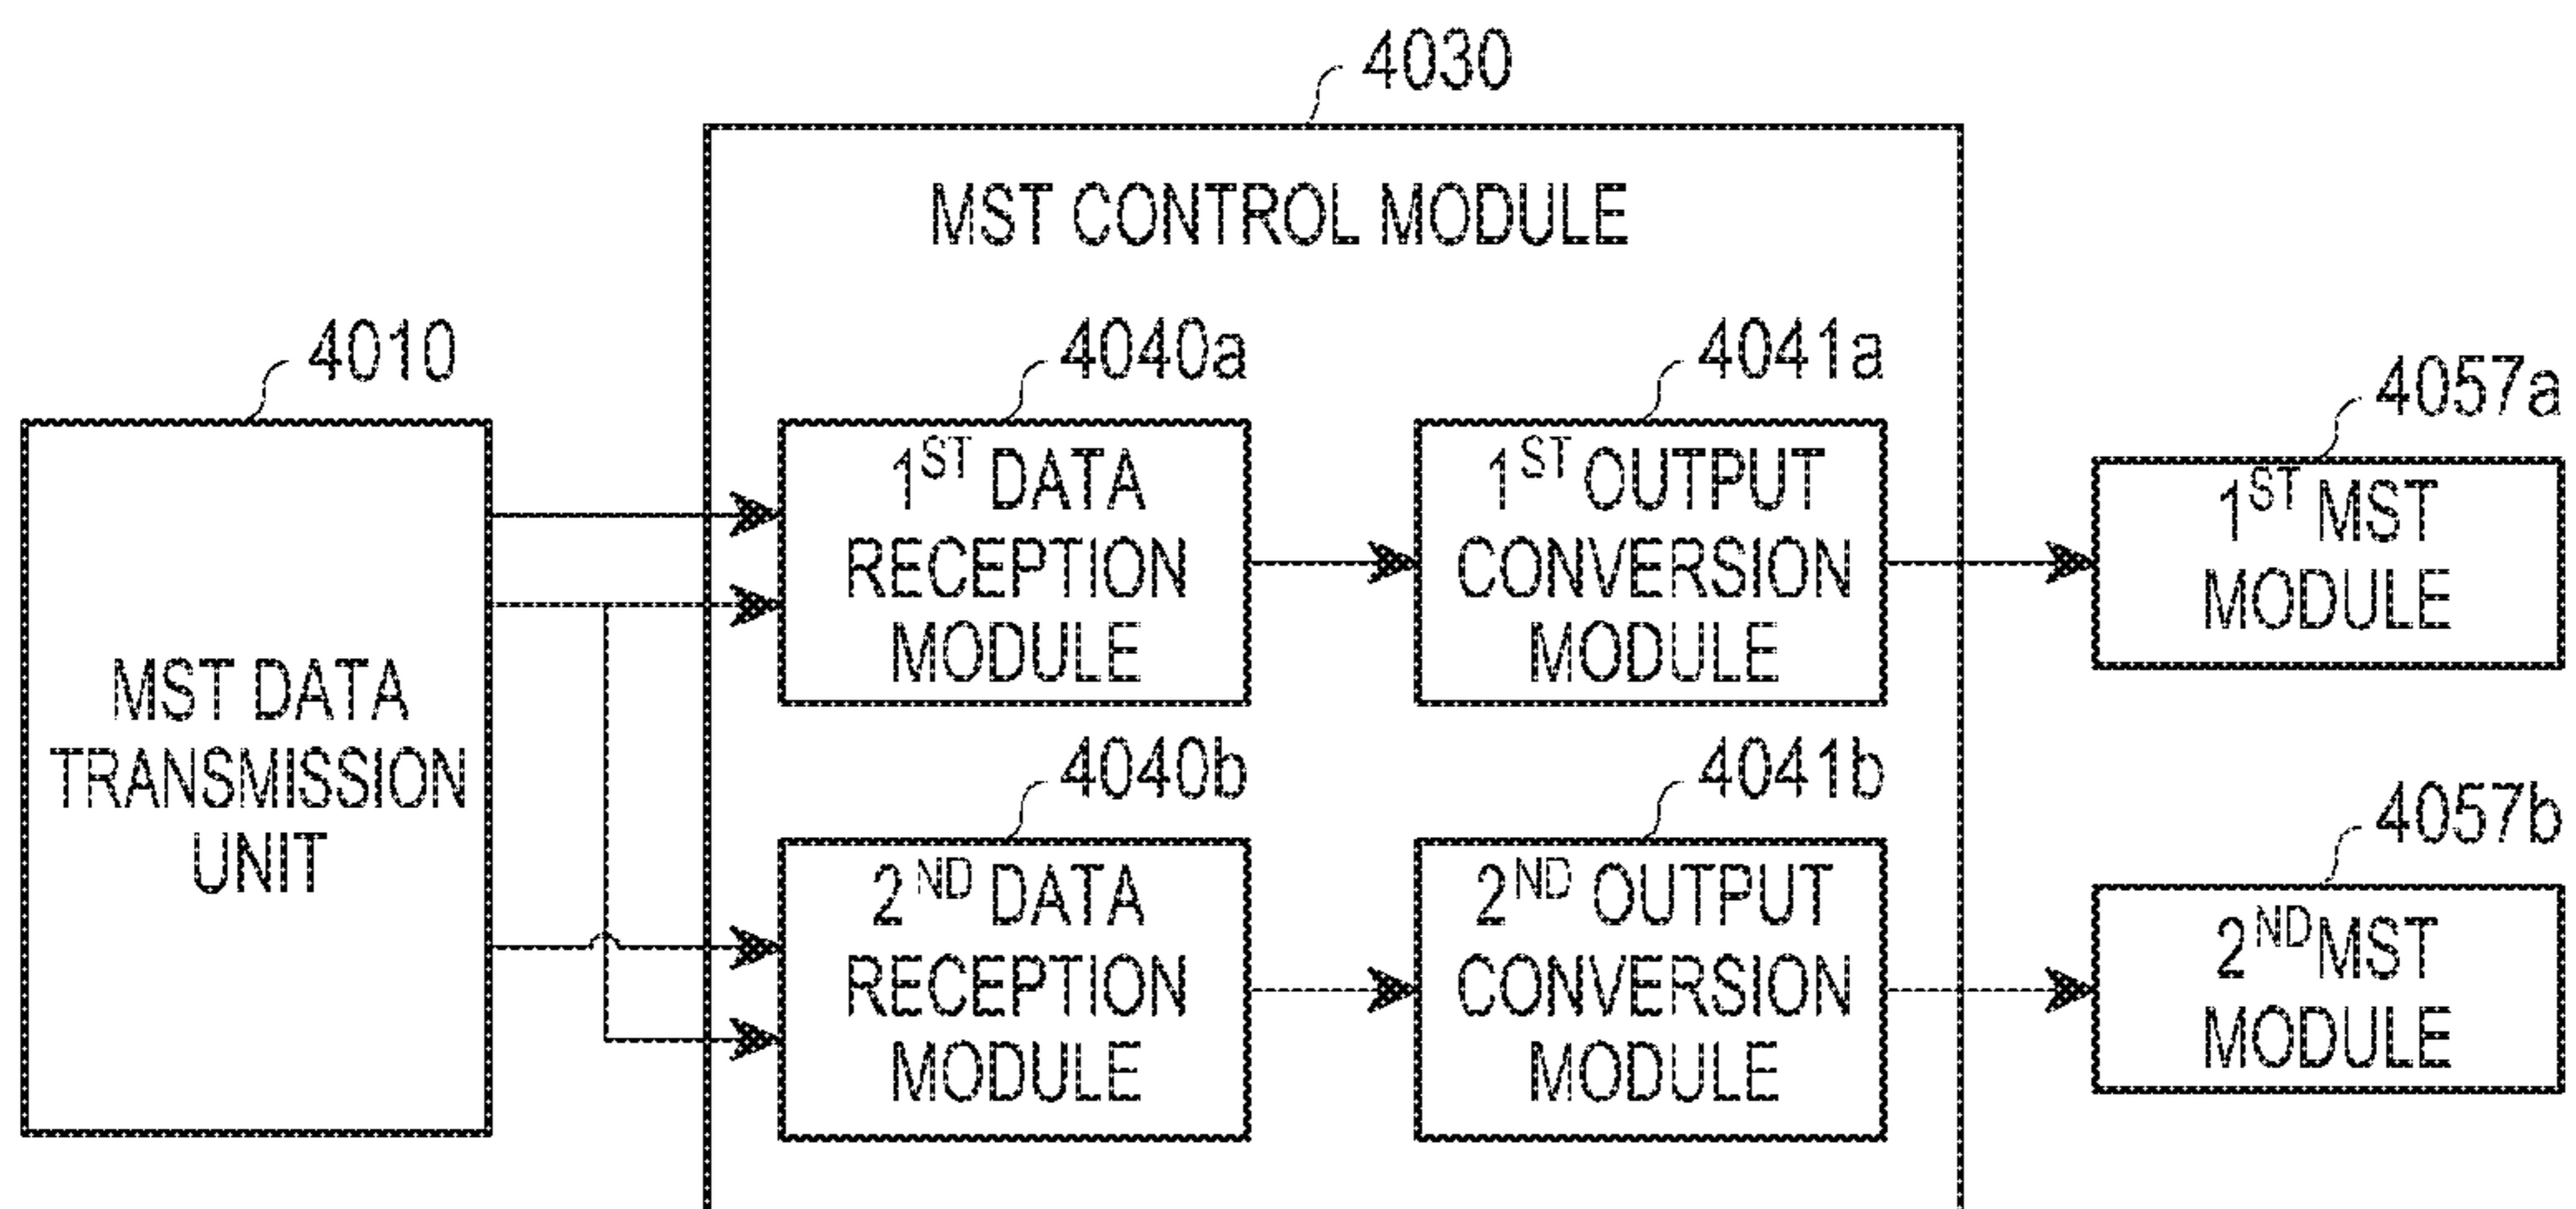 4030
MST CONTROL MODULE
4010
4040a
4041a
4057a
MST DATA
TRANSMISSION
UNIT
1ST DATA
RECEPTION
MODULE
1ST OUTPUT
CONVERSION
MODULE
1ST MST
MODULE
4040b
4041b
4057b
2ND DATA
RECEPTION
MODULE
2ND OUTPUT
CONVERSION
MODULE
2ND MST
MODULE